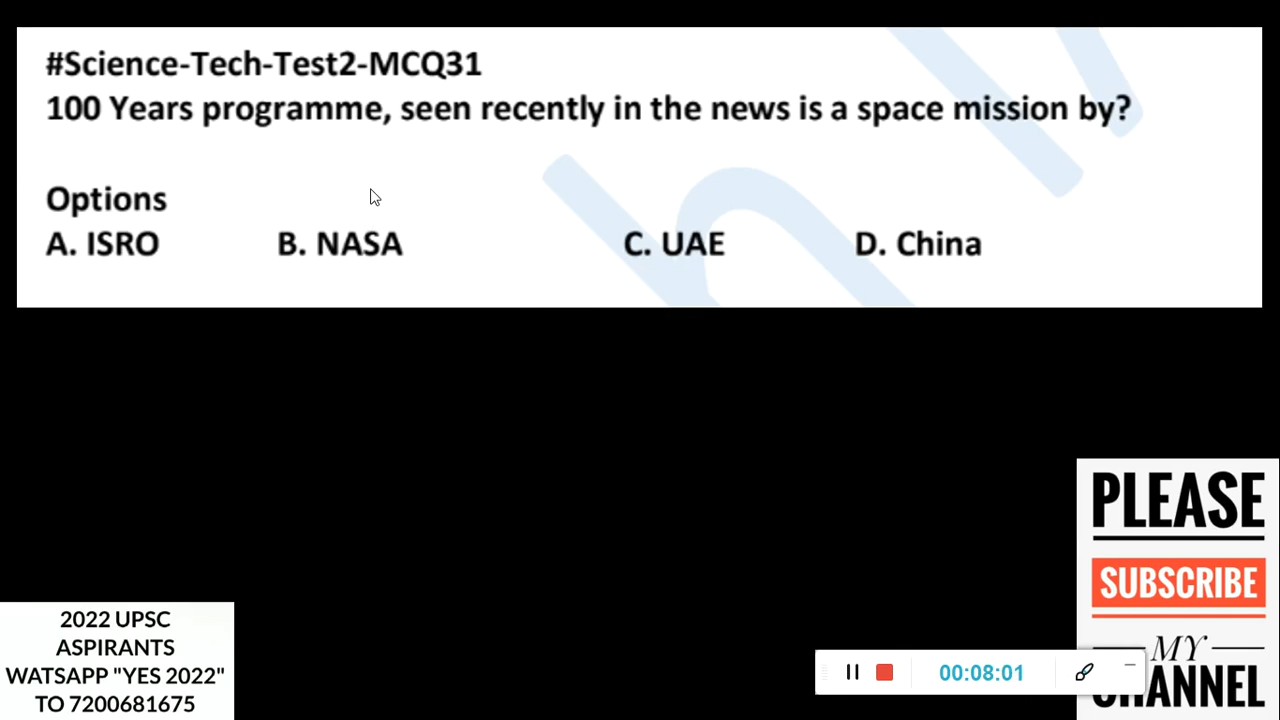 #Science-Tech-Test2-MCQ31
100 Years programme, seen recently in the news is a space mission by?
Options
A. ISRO B. NASA C. UAE D. China
PLEASE
SUBSCRIBE
MY
CHANNEL
2022 UPSC
ASPIRANTS
WATSAPP "YES 2022"
TO 7200681675
00:08:01